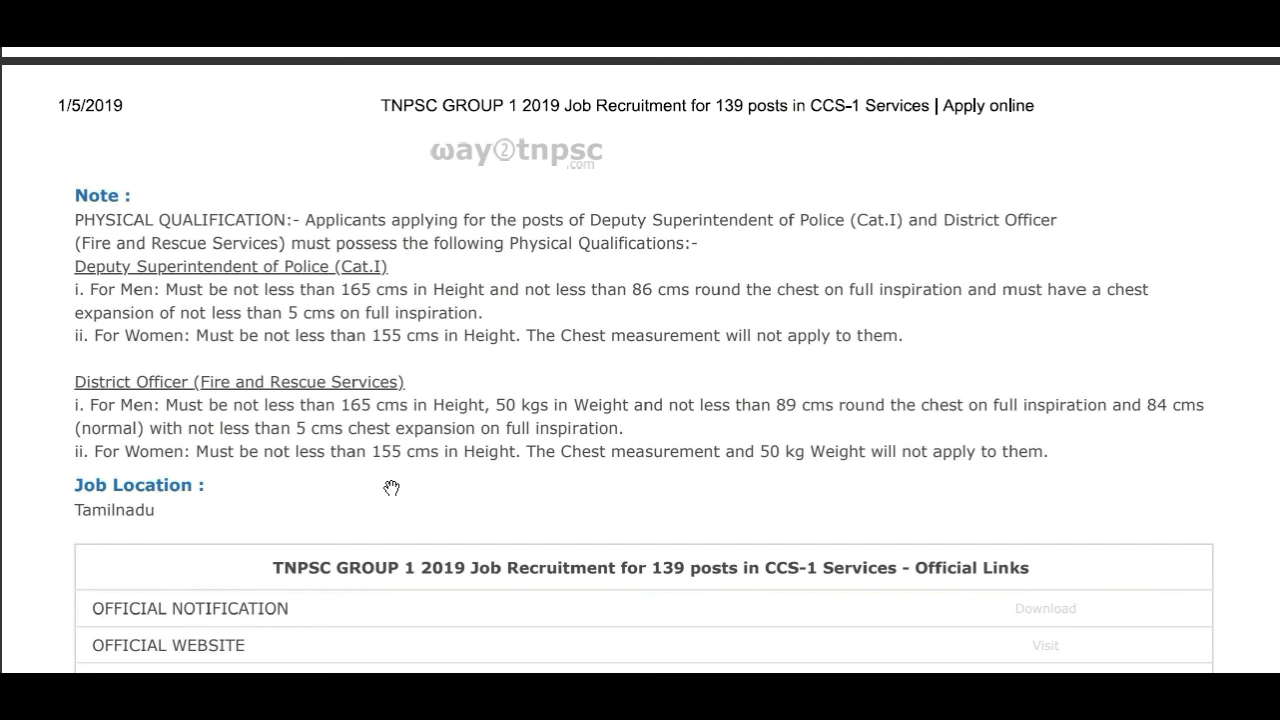 1/5/2019
TNPSC GROUP 1 2019 Job Recruitment for 139 posts in CCS-1 Services | Apply online
ωay②tnpsc
.com
Note :
PHYSICAL QUALIFICATION:- Applicants applying for the posts of Deputy Superintendent of Police (Cat.I) and District Officer
(Fire and Rescue Services) must possess the following Physical Qualifications:-
Deputy Superintendent of Police (Cat.I)
i. For Men: Must be not less than 165 cms in Height and not less than 86 cms round the chest on full inspiration and must have a chest
expansion of not less than 5 cms on full inspiration.
ii. For Women: Must be not less than 155 cms in Height. The Chest measurement will not apply to them.
District Officer (Fire and Rescue Services)
i. For Men: Must be not less than 165 cms in Height, 50 kgs in Weight and not less than 89 cms round the chest on full inspiration and 84 cms
(normal) with not less than 5 cms chest expansion on full inspiration.
ii. For Women: Must be not less than 155 cms in Height. The Chest measurement and 50 kg Weight will not apply to them.
Job Location :
Tamilnadu
TNPSC GROUP 1 2019 Job Recruitment for 139 posts in CCS-1 Services - Official Links
OFFICIAL NOTIFICATION Download
OFFICIAL WEBSITE Visit